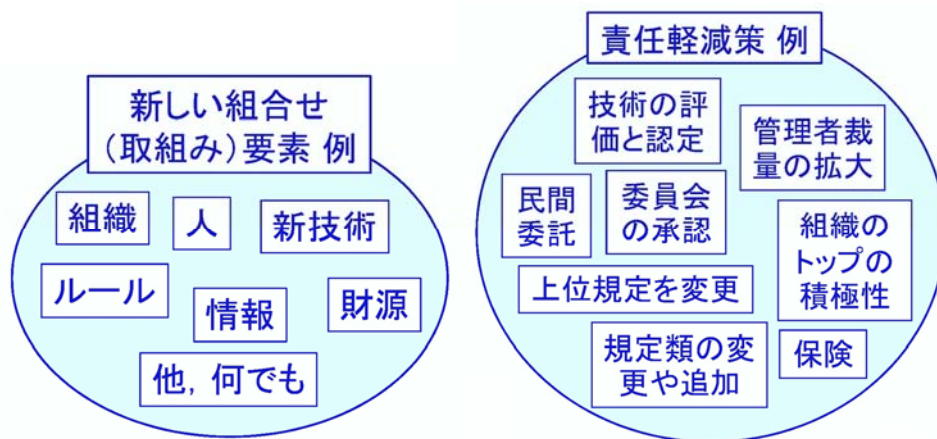 新しい組合せ
（取組み）要素 例
組織
人
新技術
ルール
情報
財源
他，何でも
責任軽減策 例
技術の評
価と認定
管理者裁
量の拡大
民間
委託
委員会
の承認
組織の
トップの
積極性
上位規定を変更
規定類の変
更や追加
保険